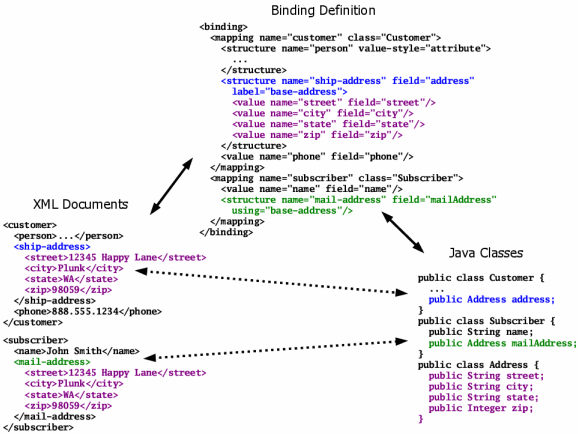 Binding Definition
<binding>
<mapping name="customer" class="Customer">
<structure name="person" value-style="attribute">
...
</structure>
<structure name="ship-address" field="address"
label="base-address">
<value name="street" field="street"/>
<value name="city" field="city"/>
<value name="state" field="state"/>
<value name="zip" field="zip"/>
</structure>
<value name="phone" field="phone"/>
</mapping>
<mapping name="subscriber" class="Subscriber">
<value name="name" field="name"/>
<structure name="mail-address" field="mailAddress"
using="base-address"/>
</mapping>
</binding>
XML Documents
<customer>
<person>...</person>
<ship-address>
<street>12345 Happy Lane</street>
<city>Plunk</city>
<state>WA</state>
<zip>98059</zip>
</ship-address>
<phone>888.555.1234</phone>
</customer>
<subscriber>
<name>John Smith</name>
<mail-address>
<street>12345 Happy Lane</street>
<city>Plunk</city>
<state>WA</state>
<zip>98059</zip>
</mail-address>
</subscriber>
Java Classes
public class Customer {
...
public Address address;
}
public class Subscriber {
public String name;
public Address mailAddress;
}
public class Address {
public String street;
public String city;
public String state;
public Integer zip;
}